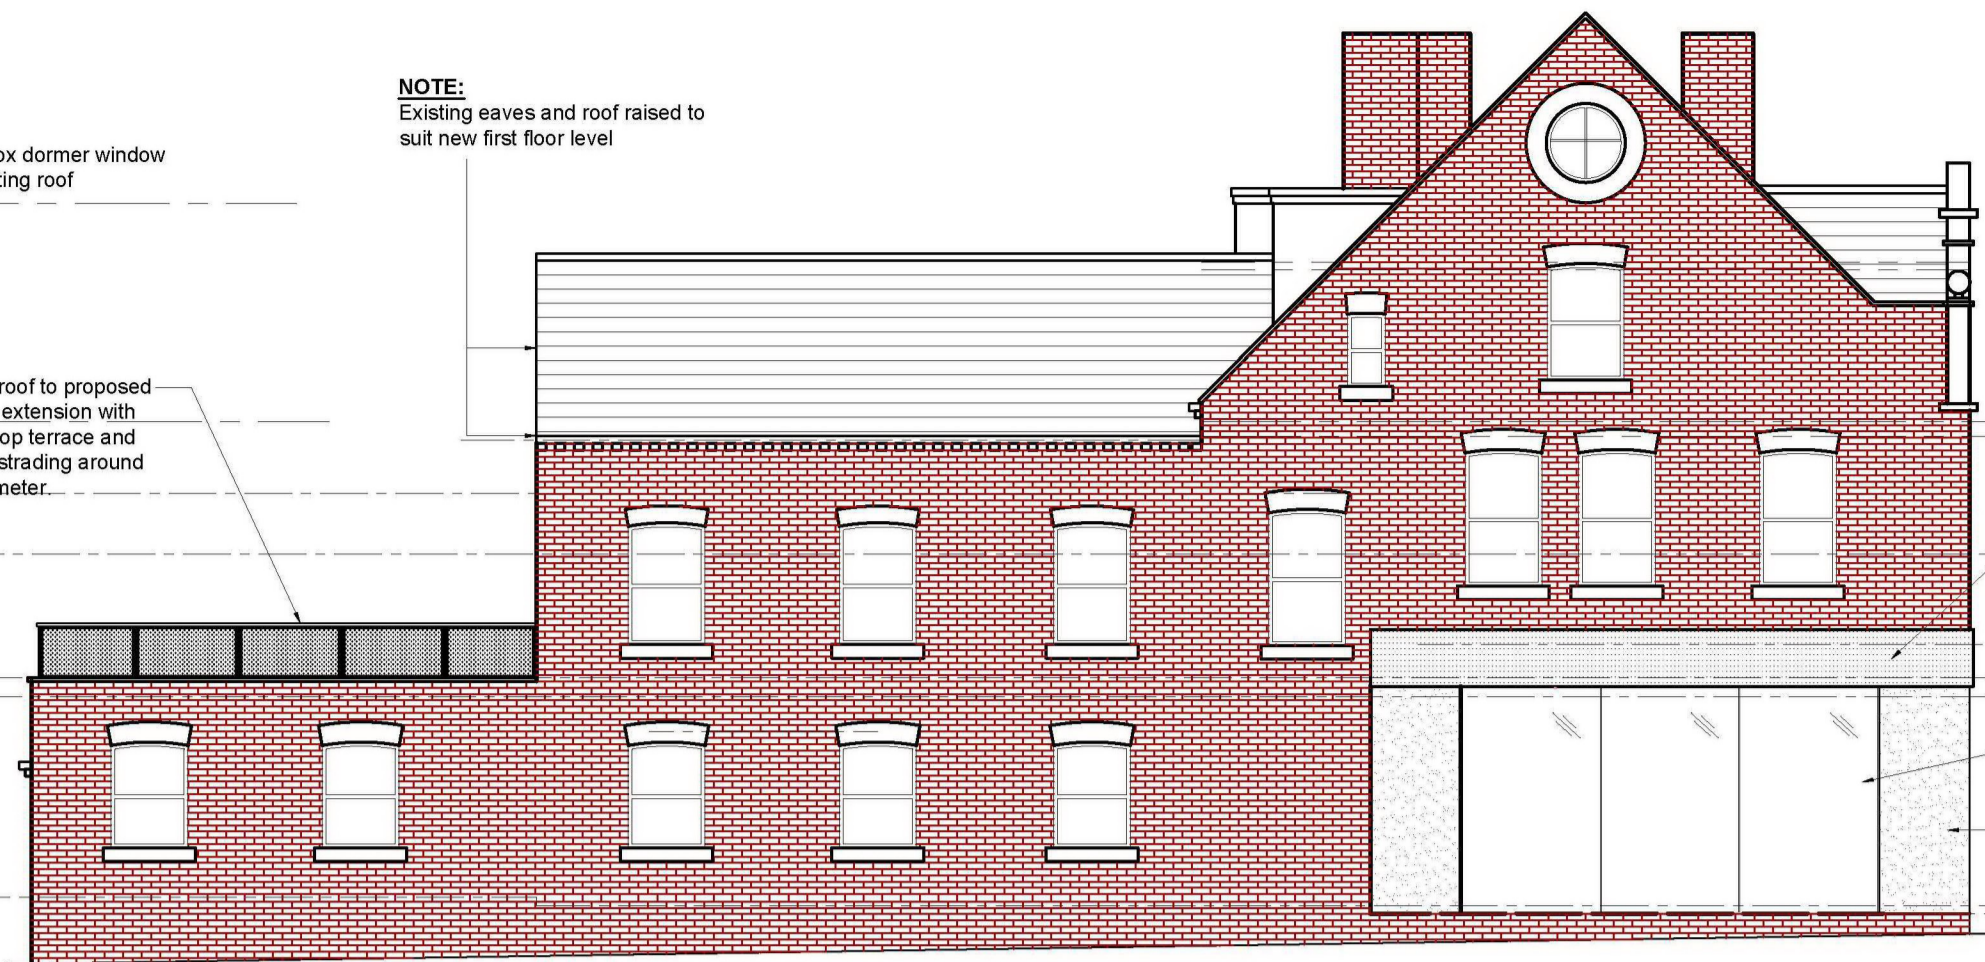 NOTE:
Existing eaves and roof raised to
suit new first floor level
ox dormer window
ting roof
roof to proposed
extension with
op terrace and
strading around
meter.